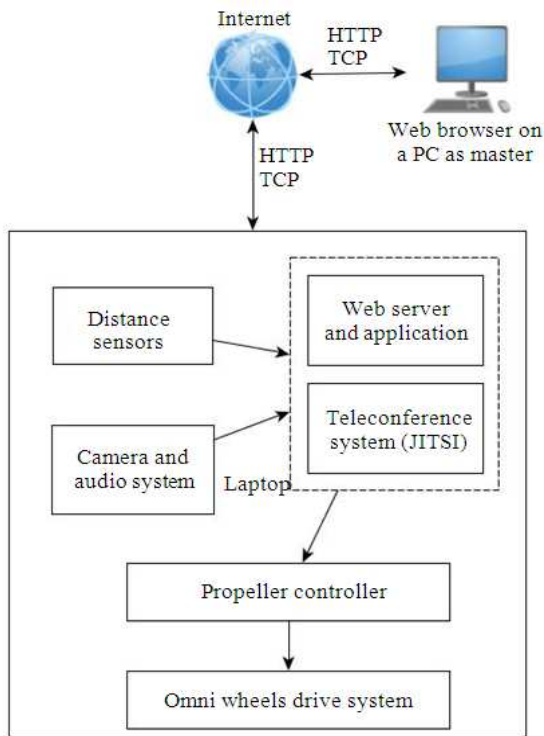 Internet
HTTP
TCP
Web browser on
a PC as master
HTTP
TCP
Distance
sensors
Web server
and application
Teleconference
system (JITSI)
Camera and
audio system
Laptop
Propeller controller
Omni wheels drive system